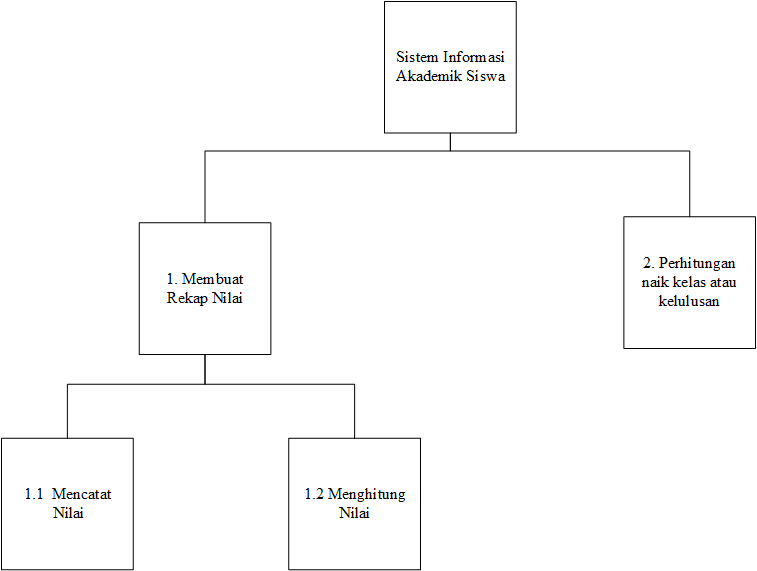 Sistem Informasi
Akademik Siswa
1. Membuat
Rekap Nilai
2. Perhitungan
naik kelas atau
kelulusan
1.1  Mencatat
Nilai
1.2 Menghitung
Nilai